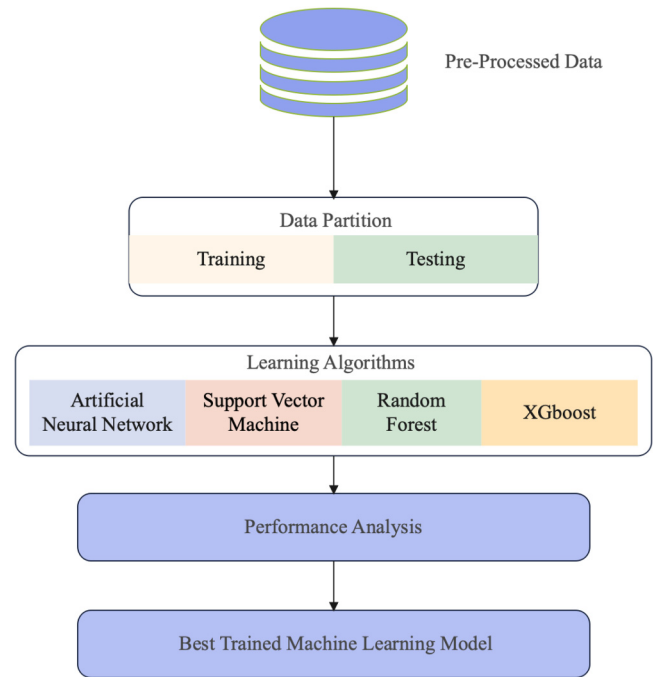 Pre-Processed Data
Data Partition
Training
Testing
Learning Algorithms
Artificial
Neural Network
Support Vector
Machine
Random
Forest
XGboost
Performance Analysis
Best Trained Machine Learning Model